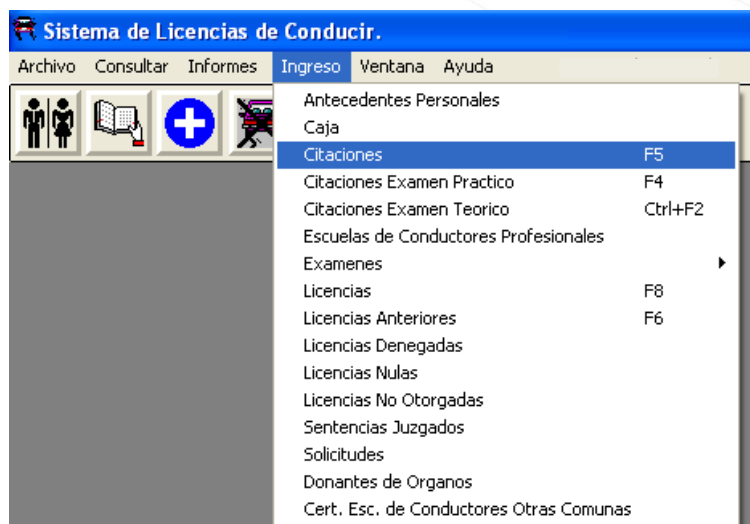 Sistema de Licencias de Conducir.
Archivo Consultar Informes Ingreso Ventana Ayuda
Antecedentes Personales
Caja
Citaciones F5
Citaciones Examen Practico F4
Citaciones Examen Teorico Ctrl+F2
Escuelas de Conductores Profesionales
Examenes
Licencias F8
Licencias Anteriores F6
Licencias Denegadas
Licencias Nulas
Licencias No Otorgadas
Sentencias Juzgados
Solicitudes
Donantes de Organos
Cert. Esc. de Conductores Otras Comunas